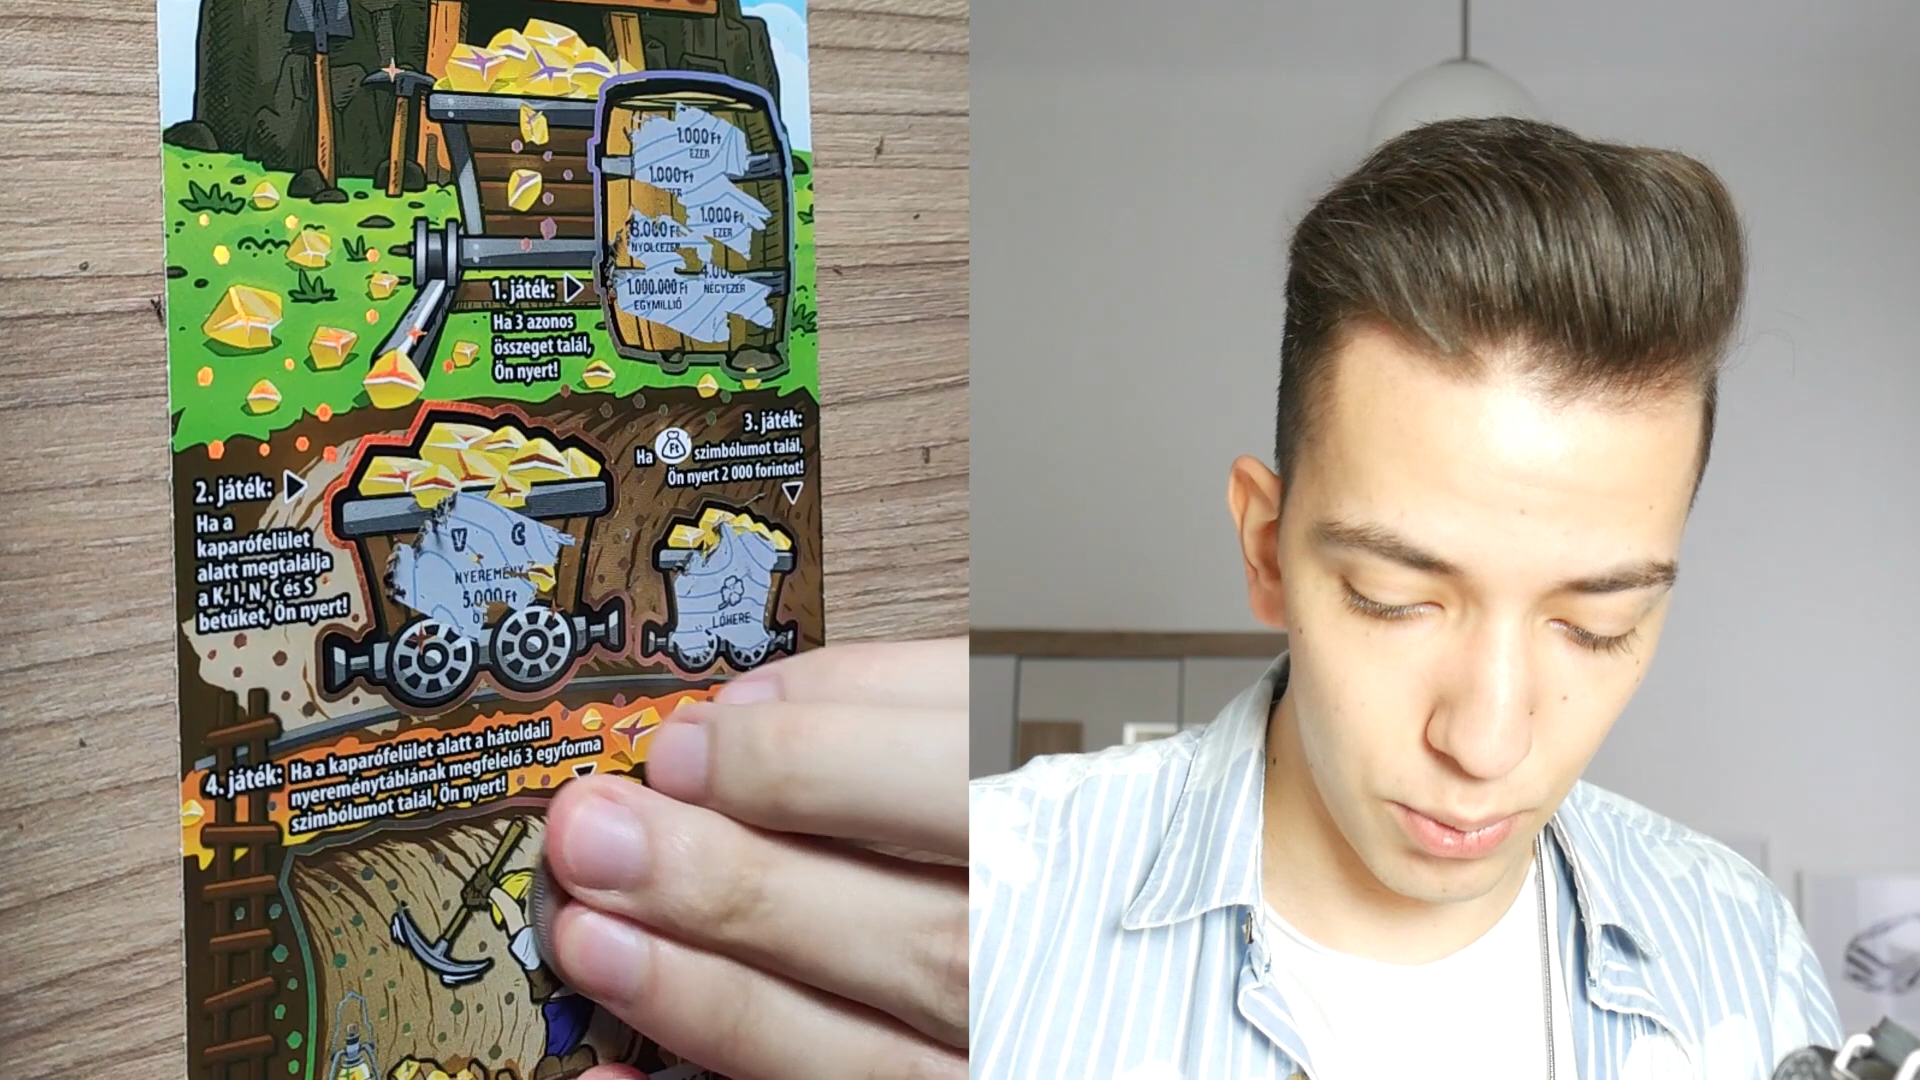 1.000 Ft
EZER
1.000 Ft
1.000 Ft
EZER
8.000 Ft
NYOLCEZER
NÉGYEZER
1.000.000 Ft
EGYMILLIÓ
1. játék:
Ha 3 azonos
összeget talál,
Ön nyert!
3. játék:
Ha Ft szimbólumot talál,
Ön nyert 2 000 forintot!
2. játék:
Ha a
kaparófelület
alatt megtalálja
a K, I, N, C és S
betűket, Ön nyert!
V C
NYEREMÉNY
5.000 Ft
LÓHERE
4. játék: Ha a kaparófelület alatt a hátoldali
nyereménytáblának megfelelő 3 egyforma
szimbólumot talál, Ön nyert!